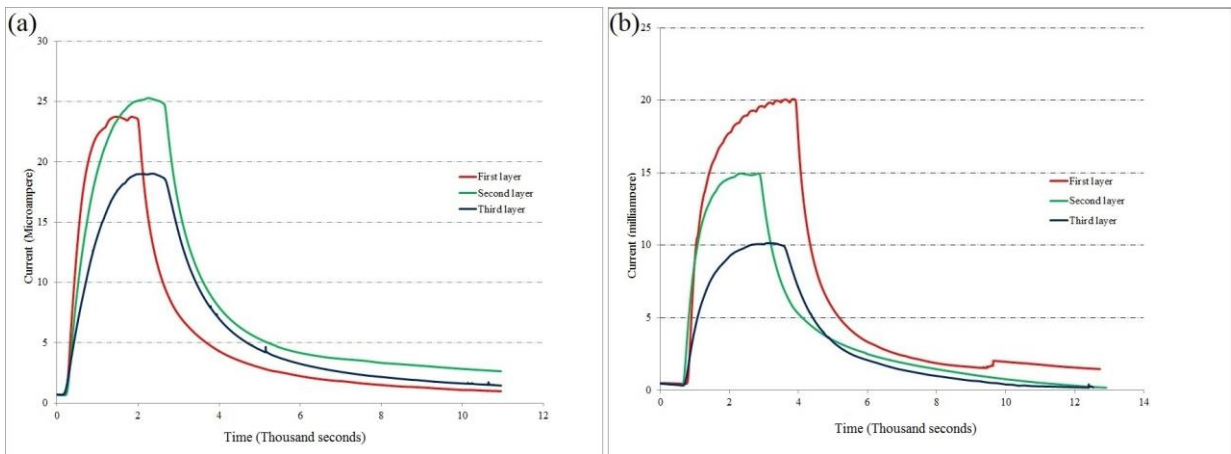 (a)
30
25
20
15
10
5
0
Current (Microampere)
First layer
Second layer
Third layer
0 2 4 6 8 10 12
Time (Thousand seconds)
(b)
25
20
15
10
5
0
Current (milliampere)
First layer
Second layer
Third layer
0 2 4 6 8 10 12 14
Time (Thousand seconds)